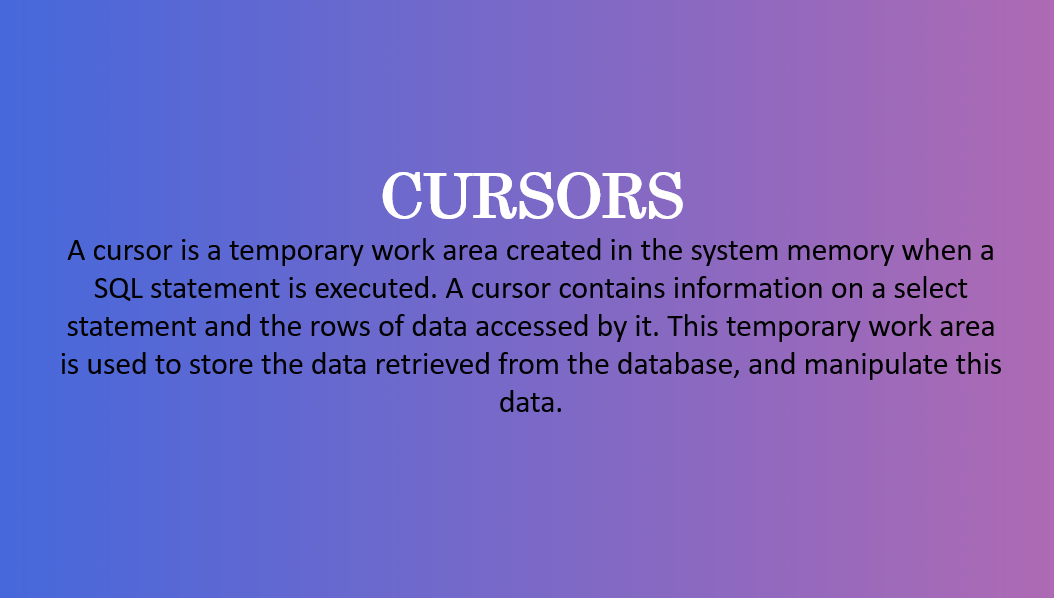 CURSORS
A cursor is a temporary work area created in the system memory when a
SQL statement is executed. A cursor contains information on a select
statement and the rows of data accessed by it. This temporary work area
is used to store the data retrieved from the database, and manipulate this
data.